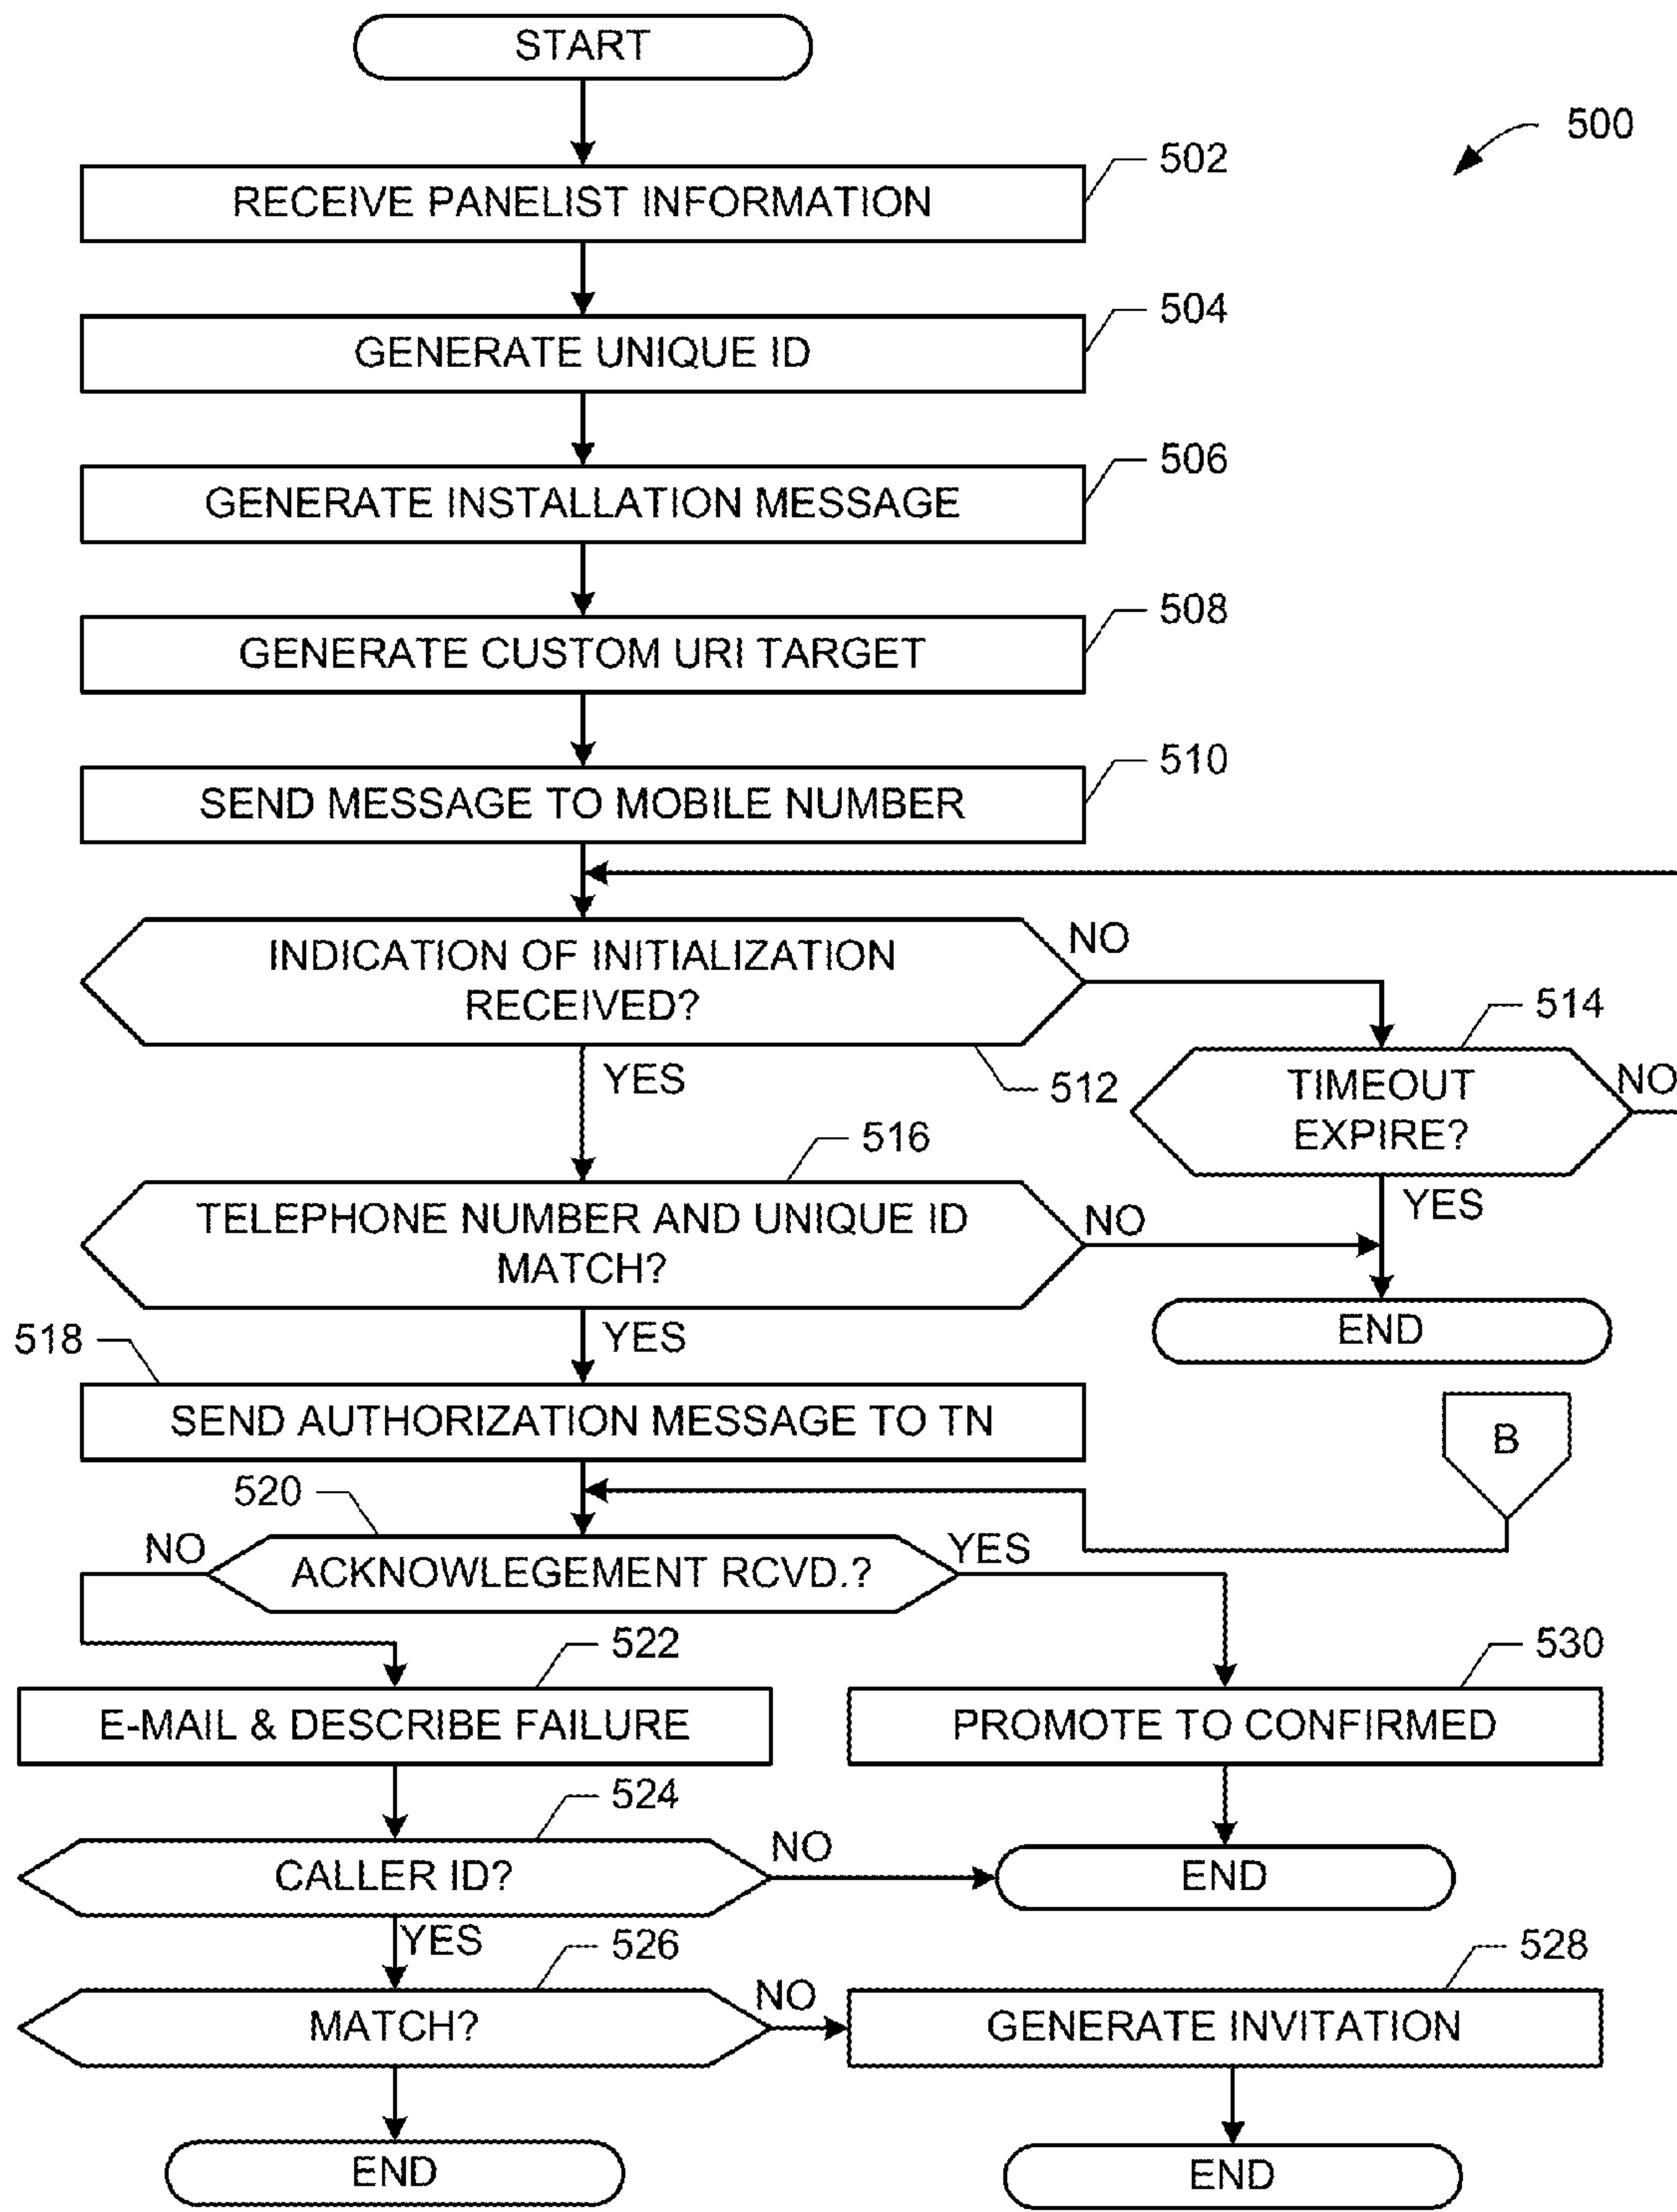 START
500
502
RECEIVE PANELIST INFORMATION
504
GENERATE UNIQUE ID
506
GENERATE INSTALLATION MESSAGE
508
GENERATE CUSTOM URI TARGET
510
SEND MESSAGE TO MOBILE NUMBER
INDICATION OF INITIALIZATION
RECEIVED?
NO
512
YES
514
TIMEOUT
EXPIRE?
NO
YES
516
TELEPHONE NUMBER AND UNIQUE ID
MATCH?
NO
YES
END
518
SEND AUTHORIZATION MESSAGE TO TN
B
520
NO
ACKNOWLEGEMENT RCVD.?
YES
522
E-MAIL & DESCRIBE FAILURE
530
PROMOTE TO CONFIRMED
524
CALLER ID?
NO
END
YES
526
MATCH?
NO
528
GENERATE INVITATION
END
END